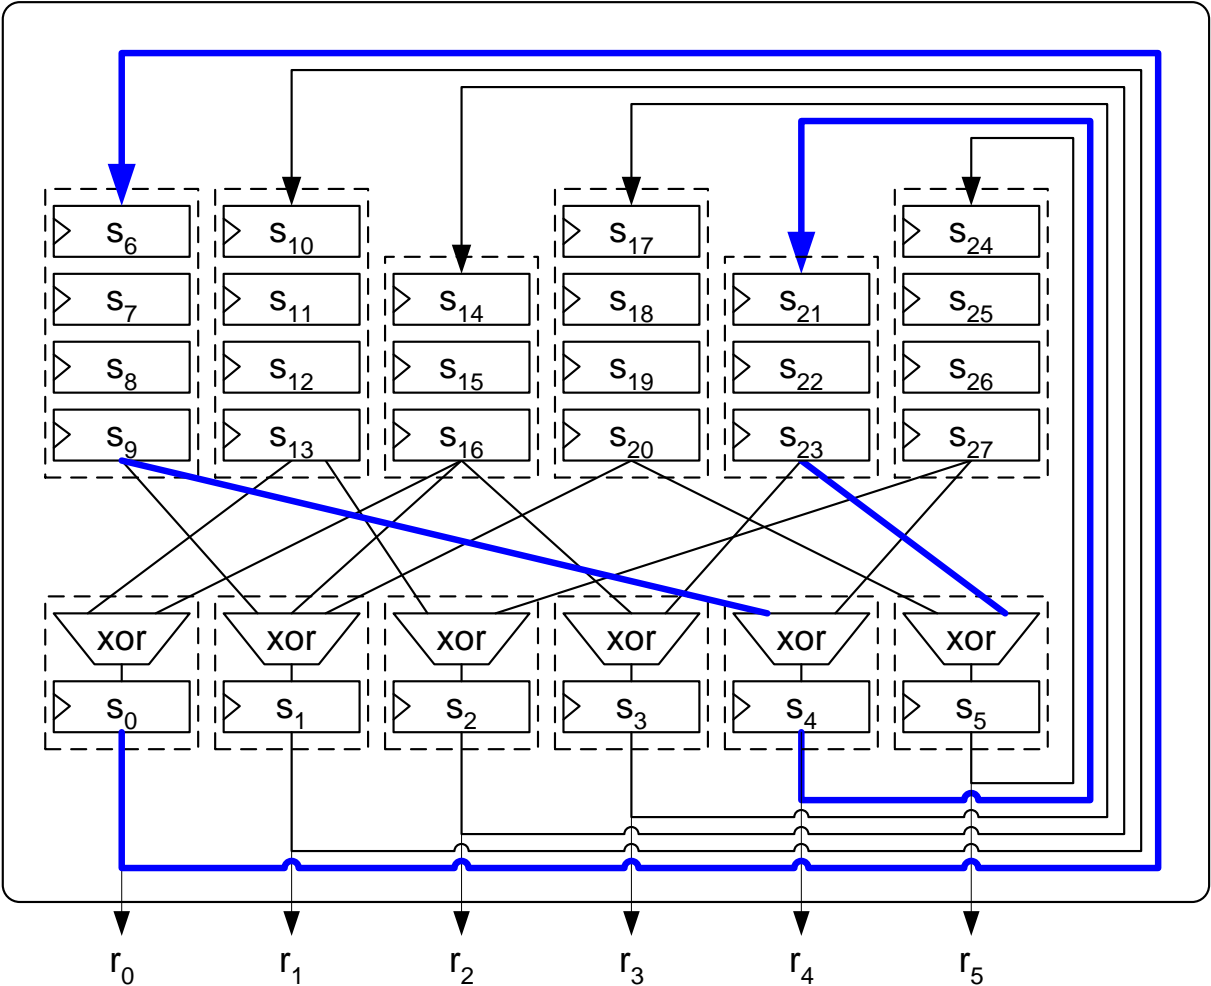 s6 s10 s17 s24
s7 s11 s14 s18 s21 s25
s8 s12 s15 s19 s22 s26
s9 s13 s16 s20 s23 s27
xor xor xor xor xor xor
s0 s1 s2 s3 s4 s5
r0 r1 r2 r3 r4 r5